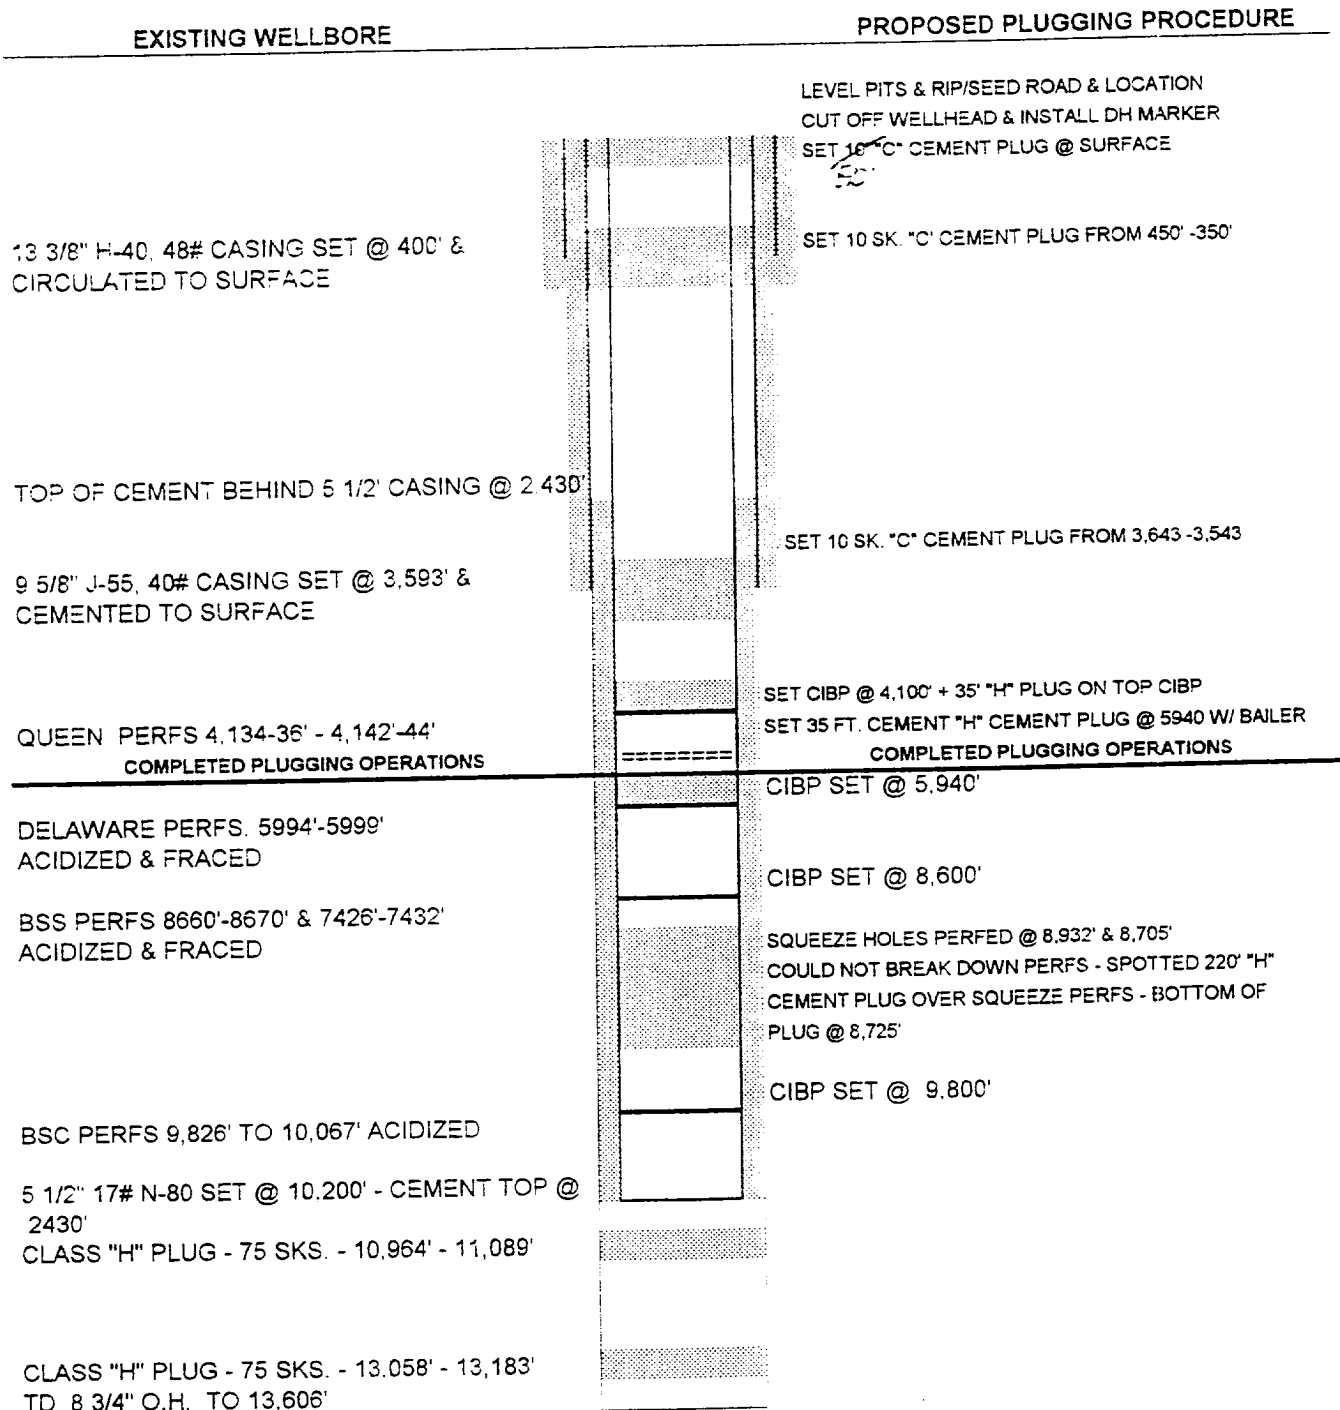 EXISTING WELLBORE
PROPOSED PLUGGING PROCEDURE
LEVEL PITS & RIP/SEED ROAD & LOCATION
CUT OFF WELLHEAD & INSTALL DH MARKER
SET 10 "C" CEMENT PLUG @ SURFACE
13 3/8" H-40, 48# CASING SET @ 400' &
CIRCULATED TO SURFACE
SET 10 SK. "C' CEMENT PLUG FROM 450' -350'
TOP OF CEMENT BEHIND 5 1/2' CASING @ 2.430'
SET 10 SK. "C" CEMENT PLUG FROM 3,643 -3,543
9 5/8" J-55, 40# CASING SET @ 3,593' &
CEMENTED TO SURFACE
SET CIBP @ 4,100' + 35' "H" PLUG ON TOP CIBP
SET 35 FT. CEMENT "H" CEMENT PLUG @ 5940 W/ BAILER
QUEEN PERFS 4,134-36' - 4,142'-44'
COMPLETED PLUGGING OPERATIONS
========
COMPLETED PLUGGING OPERATIONS
CIBP SET @ 5,940'
DELAWARE PERFS. 5994'-5999'
ACIDIZED & FRACED
CIBP SET @ 8,600'
BSS PERFS 8660'-8670' & 7426'-7432'
ACIDIZED & FRACED
SQUEEZE HOLES PERFED @ 8,932' & 8,705'
COULD NOT BREAK DOWN PERFS - SPOTTED 220' "H"
CEMENT PLUG OVER SQUEEZE PERFS - BOTTOM OF
PLUG @ 8,725'
CIBP SET @ 9,800'
BSC PERFS 9,826' TO 10,067' ACIDIZED
5 1/2" 17# N-80 SET @ 10.200' - CEMENT TOP @
2430'
CLASS "H" PLUG - 75 SKS. - 10,964' - 11,089'
CLASS "H" PLUG - 75 SKS. - 13.058' - 13,183'
TD 8 3/4" O.H. TO 13,606'